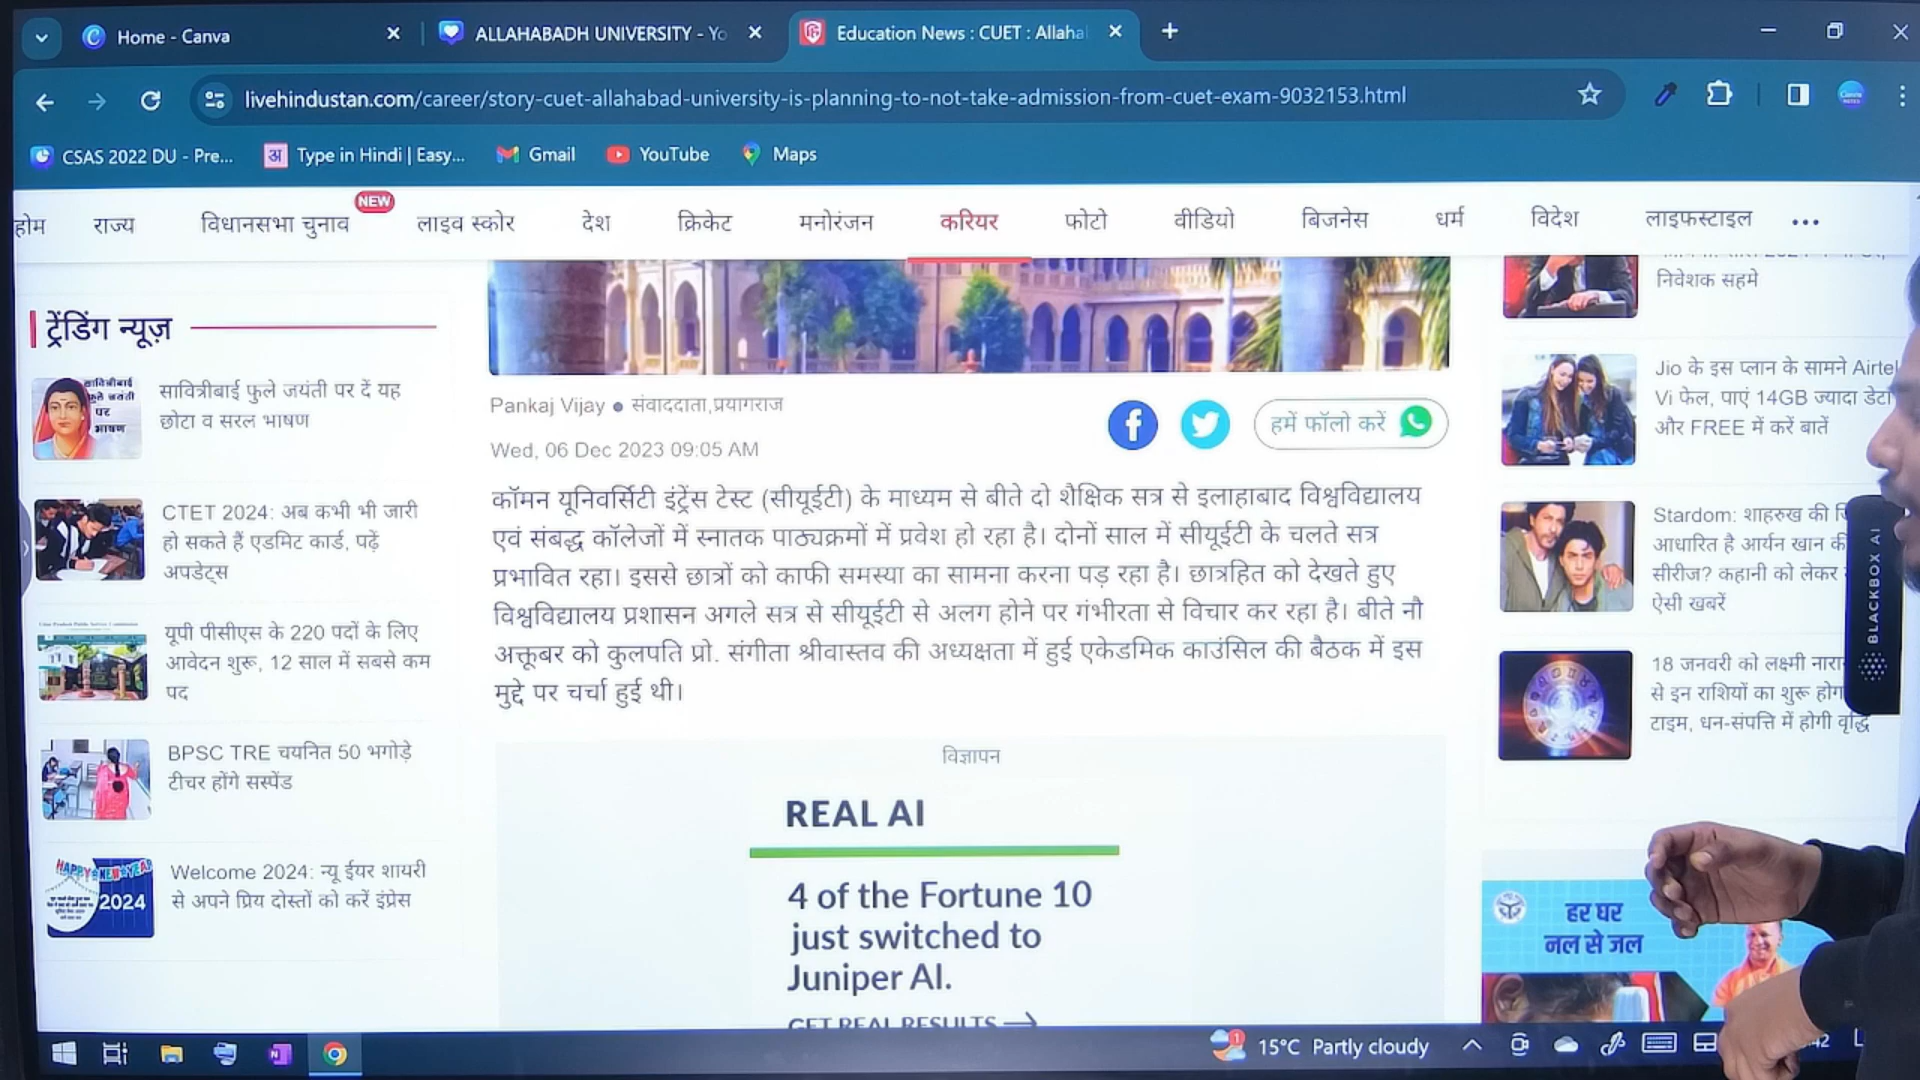 Home - Canva
ALLAHABADH UNIVERSITY - Yo
Education News : CUET : Allaha
livehindustan.com/career/story-cuet-allahabad-university-is-planning-to-not-take-admission-from-cuet-exam-9032153.html
CSAS 2022 DU - Pre...
Type in Hindi | Easy...
Gmail
YouTube
Maps
होम
राज्य
विधानसभा चुनाव
NEW
लाइव स्कोर
देश
क्रिकेट
मनोरंजन
करियर
फोटो
वीडियो
बिजनेस
धर्म
विदेश
लाइफस्टाइल
ट्रेंडिंग न्यूज़
सावित्रीबाई फुले जयंती पर दें यह
छोटा व सरल भाषण
CTET 2024: अब कभी भी जारी
हो सकते हैं एडमिट कार्ड, पढ़ें
अपडेट्स
यूपी पीसीएस के 220 पदों के लिए
आवेदन शुरू, 12 साल में सबसे कम
पद
BPSC TRE चयनित 50 भगोड़े
टीचर होंगे सस्पेंड
HAPPY NEW YEAR
2024
Welcome 2024: न्यू ईयर शायरी
से अपने प्रिय दोस्तों को करें इंप्रेस
Pankaj Vijay ● संवाददाता,प्रयागराज
Wed, 06 Dec 2023 09:05 AM
हमें फॉलो करें
कॉमन यूनिवर्सिटी इंट्रेंस टेस्ट (सीयूईटी) के माध्यम से बीते दो शैक्षिक सत्र से इलाहाबाद विश्वविद्यालय
एवं संबद्ध कॉलेजों में स्नातक पाठ्यक्रमों में प्रवेश हो रहा है। दोनों साल में सीयूईटी के चलते सत्र
प्रभावित रहा। इससे छात्रों को काफी समस्या का सामना करना पड़ रहा है। छात्रहित को देखते हुए
विश्वविद्यालय प्रशासन अगले सत्र से सीयूईटी से अलग होने पर गंभीरता से विचार कर रहा है। बीते नौ
अक्तूबर को कुलपति प्रो. संगीता श्रीवास्तव की अध्यक्षता में हुई एकेडमिक काउंसिल की बैठक में इस
मुद्दे पर चर्चा हुई थी।
विज्ञापन
REAL AI
4 of the Fortune 10
just switched to
Juniper AI.
GET REAL RESULTS
निवेशक सहमे
Jio के इस प्लान के सामने Airtel
Vi फेल, पाएं 14GB ज्यादा डेटा
और FREE में करें बातें
Stardom: शाहरुख की
आधारित है आर्यन खान की
सीरीज? कहानी को लेकर
ऐसी खबरें
18 जनवरी को लक्ष्मी नारा
से इन राशियों का शुरू होग
टाइम, धन-संपत्ति में होगी वृद्धि
BLACKBOX AI
हर घर
नल से जल
15°C Partly cloudy